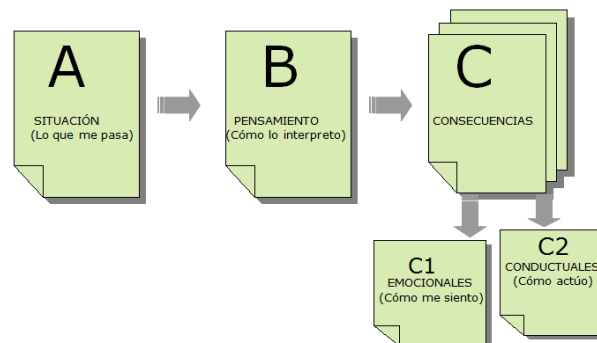 A
SITUACIÓN
(Lo que me pasa)
B
PENSAMIENTO
(Cómo lo interpreto)
C
CONSECUENCIAS
C1
EMOCIONALES
(Cómo me siento)
C2
CONDUCTUALES
(Cómo actúo)